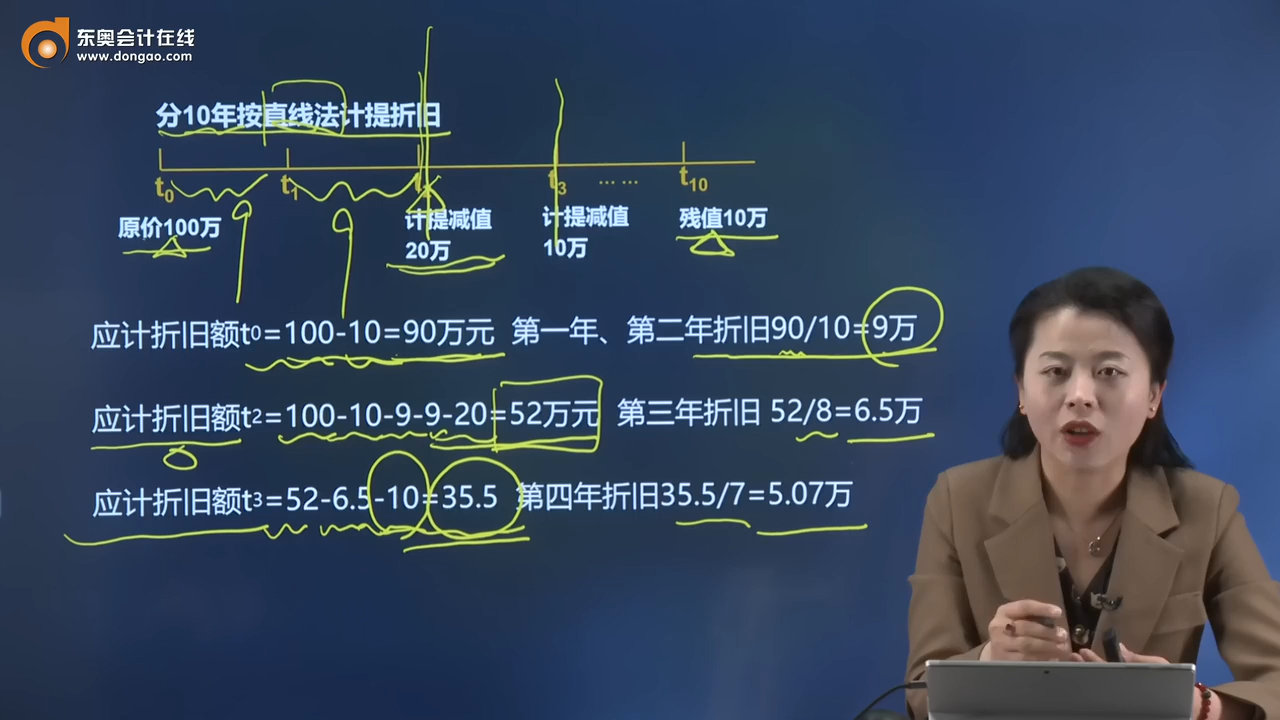 东奥会计在线
www.dongao.com
分10年按直线法计提折旧
t0 t1 t3 …… t10
原价100万 计提减值 计提减值 残值10万
20万 10万
9 9
应计折旧额t0=100-10=90万元 第一年、第二年折旧90/10=9万
应计折旧额t2=100-10-9-9-20=52万元 第三年折旧 52/8=6.5万
应计折旧额t3=52-6.5-10=35.5 第四年折旧35.5/7=5.07万